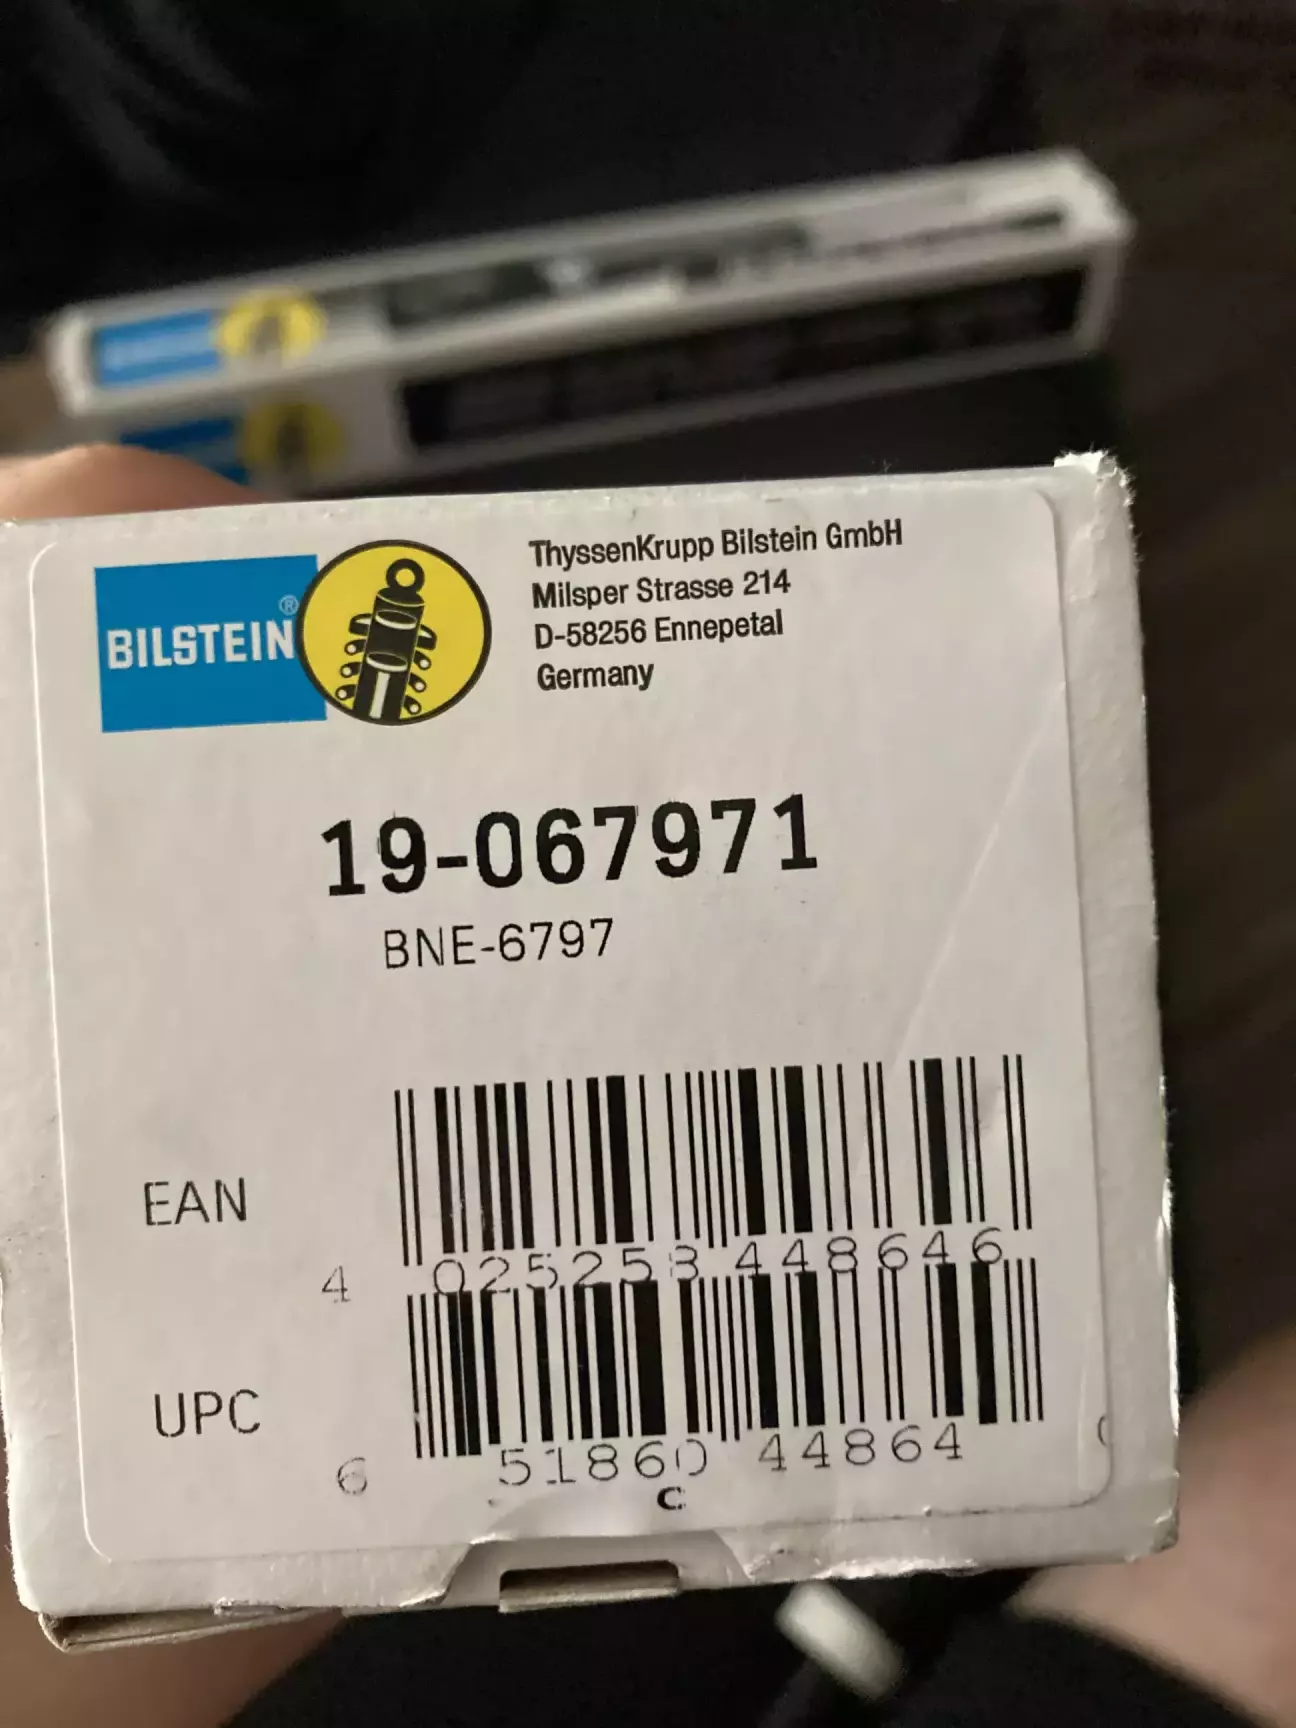 BILSTEIN®
ThyssenKrupp Bilstein GmbH
Milsper Strasse 214
D-58256 Ennepetal
Germany
19-067971
BNE-6797
EAN
4 025258 448646
UPC
6 51860 44864
C